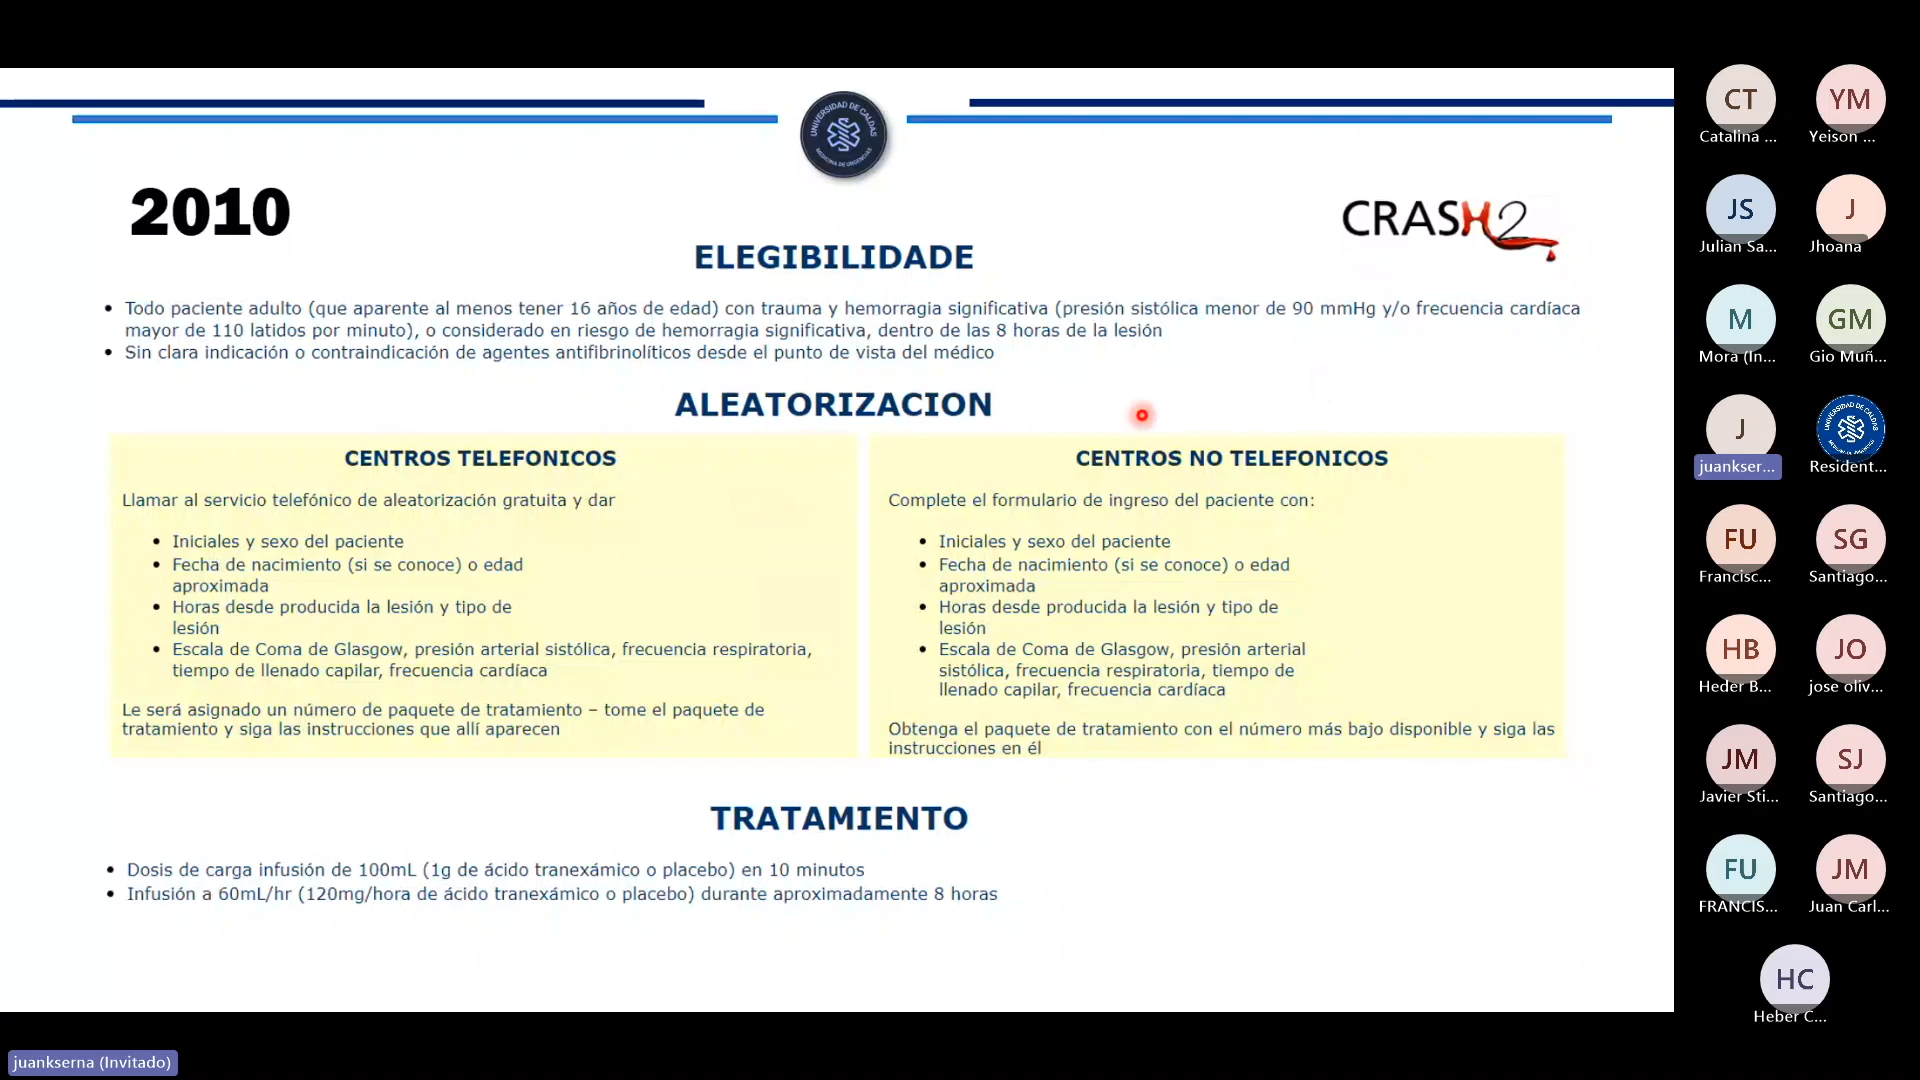 UNIVERSIDAD DE CALDAS
MEDICINA DE URGENCIAS
2010
CRASH2
ELEGIBILIDADE
• Todo paciente adulto (que aparente al menos tener 16 años de edad) con trauma y hemorragia significativa (presión sistólica menor de 90 mmHg y/o frecuencia cardíaca
mayor de 110 latidos por minuto), o considerado en riesgo de hemorragia significativa, dentro de las 8 horas de la lesión
• Sin clara indicación o contraindicación de agentes antifibrinolíticos desde el punto de vista del médico
ALEATORIZACION
CENTROS TELEFONICOS
Llamar al servicio telefónico de aleatorización gratuita y dar
• Iniciales y sexo del paciente
• Fecha de nacimiento (si se conoce) o edad
aproximada
• Horas desde producida la lesión y tipo de
lesión
• Escala de Coma de Glasgow, presión arterial sistólica, frecuencia respiratoria,
tiempo de llenado capilar, frecuencia cardíaca
Le será asignado un número de paquete de tratamiento – tome el paquete de
tratamiento y siga las instrucciones que allí aparecen
CENTROS NO TELEFONICOS
Complete el formulario de ingreso del paciente con:
• Iniciales y sexo del paciente
• Fecha de nacimiento (si se conoce) o edad
aproximada
• Horas desde producida la lesión y tipo de
lesión
• Escala de Coma de Glasgow, presión arterial
sistólica, frecuencia respiratoria, tiempo de
llenado capilar, frecuencia cardíaca
Obtenga el paquete de tratamiento con el número más bajo disponible y siga las
instrucciones en él
TRATAMIENTO
• Dosis de carga infusión de 100mL (1g de ácido tranexámico o placebo) en 10 minutos
• Infusión a 60mL/hr (120mg/hora de ácido tranexámico o placebo) durante aproximadamente 8 horas
CT
Catalina ...
YM
Yeison ...
JS
Julian Sa...
J
Jhoana
M
Mora (In...
GM
Gio Muñ...
J
juankser...
UNIVERSIDAD DE CALDAS
Resident...
FU
Francisc...
SG
Santiago...
HB
Heder B...
JO
jose oliv...
JM
Javier Sti...
SJ
Santiago...
FU
FRANCIS...
JM
Juan Carl...
HC
Heber C...
juankserna (Invitado)